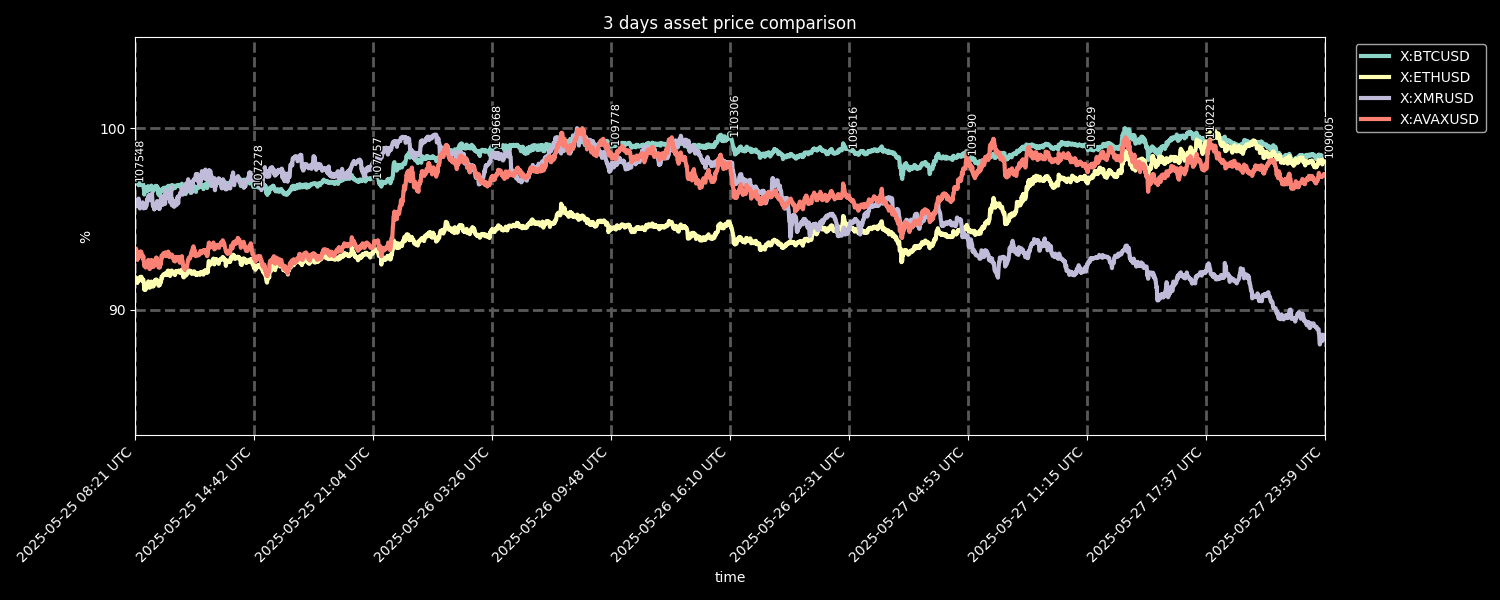 3 days asset price comparison
X:BTCUSD
X:ETHUSD
X:XMRUSD
X:AVAXUSD
%
100
90
107548
107278
107757
109668
109778
110306
109616
109190
109629
110221
109005
2025-05-25 08:21 UTC
2025-05-25 14:42 UTC
2025-05-25 21:04 UTC
2025-05-26 03:26 UTC
2025-05-26 09:48 UTC
2025-05-26 16:10 UTC
2025-05-26 22:31 UTC
2025-05-27 04:53 UTC
2025-05-27 11:15 UTC
2025-05-27 17:37 UTC
2025-05-27 23:59 UTC
time